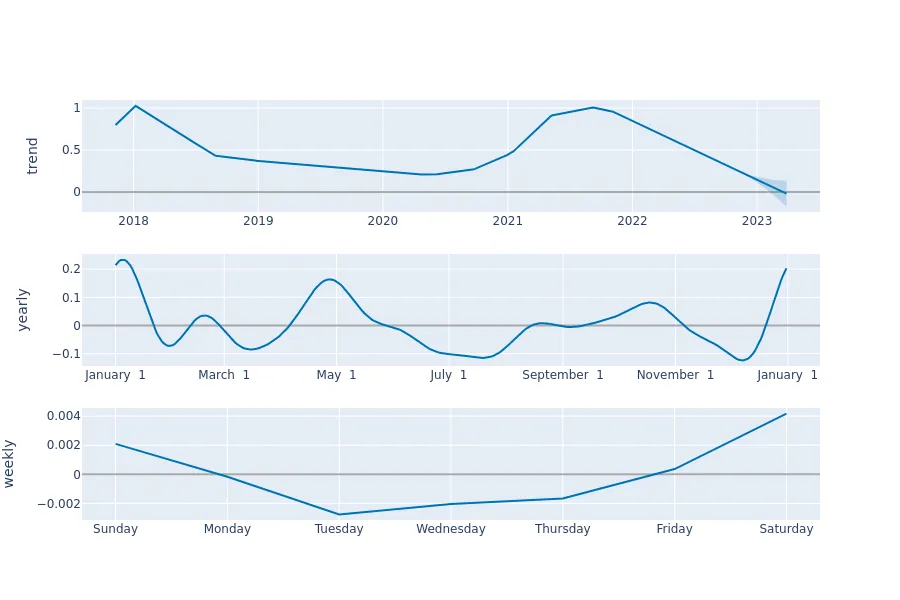 trend
1
0.5
0
2018 2019 2020 2021 2022 2023
yearly
0.2
0.1
0
−0.1
January 1 March 1 May 1 July 1 September 1 November 1 January 1
weekly
0.004
0.002
0
−0.002
Sunday Monday Tuesday Wednesday Thursday Friday Saturday